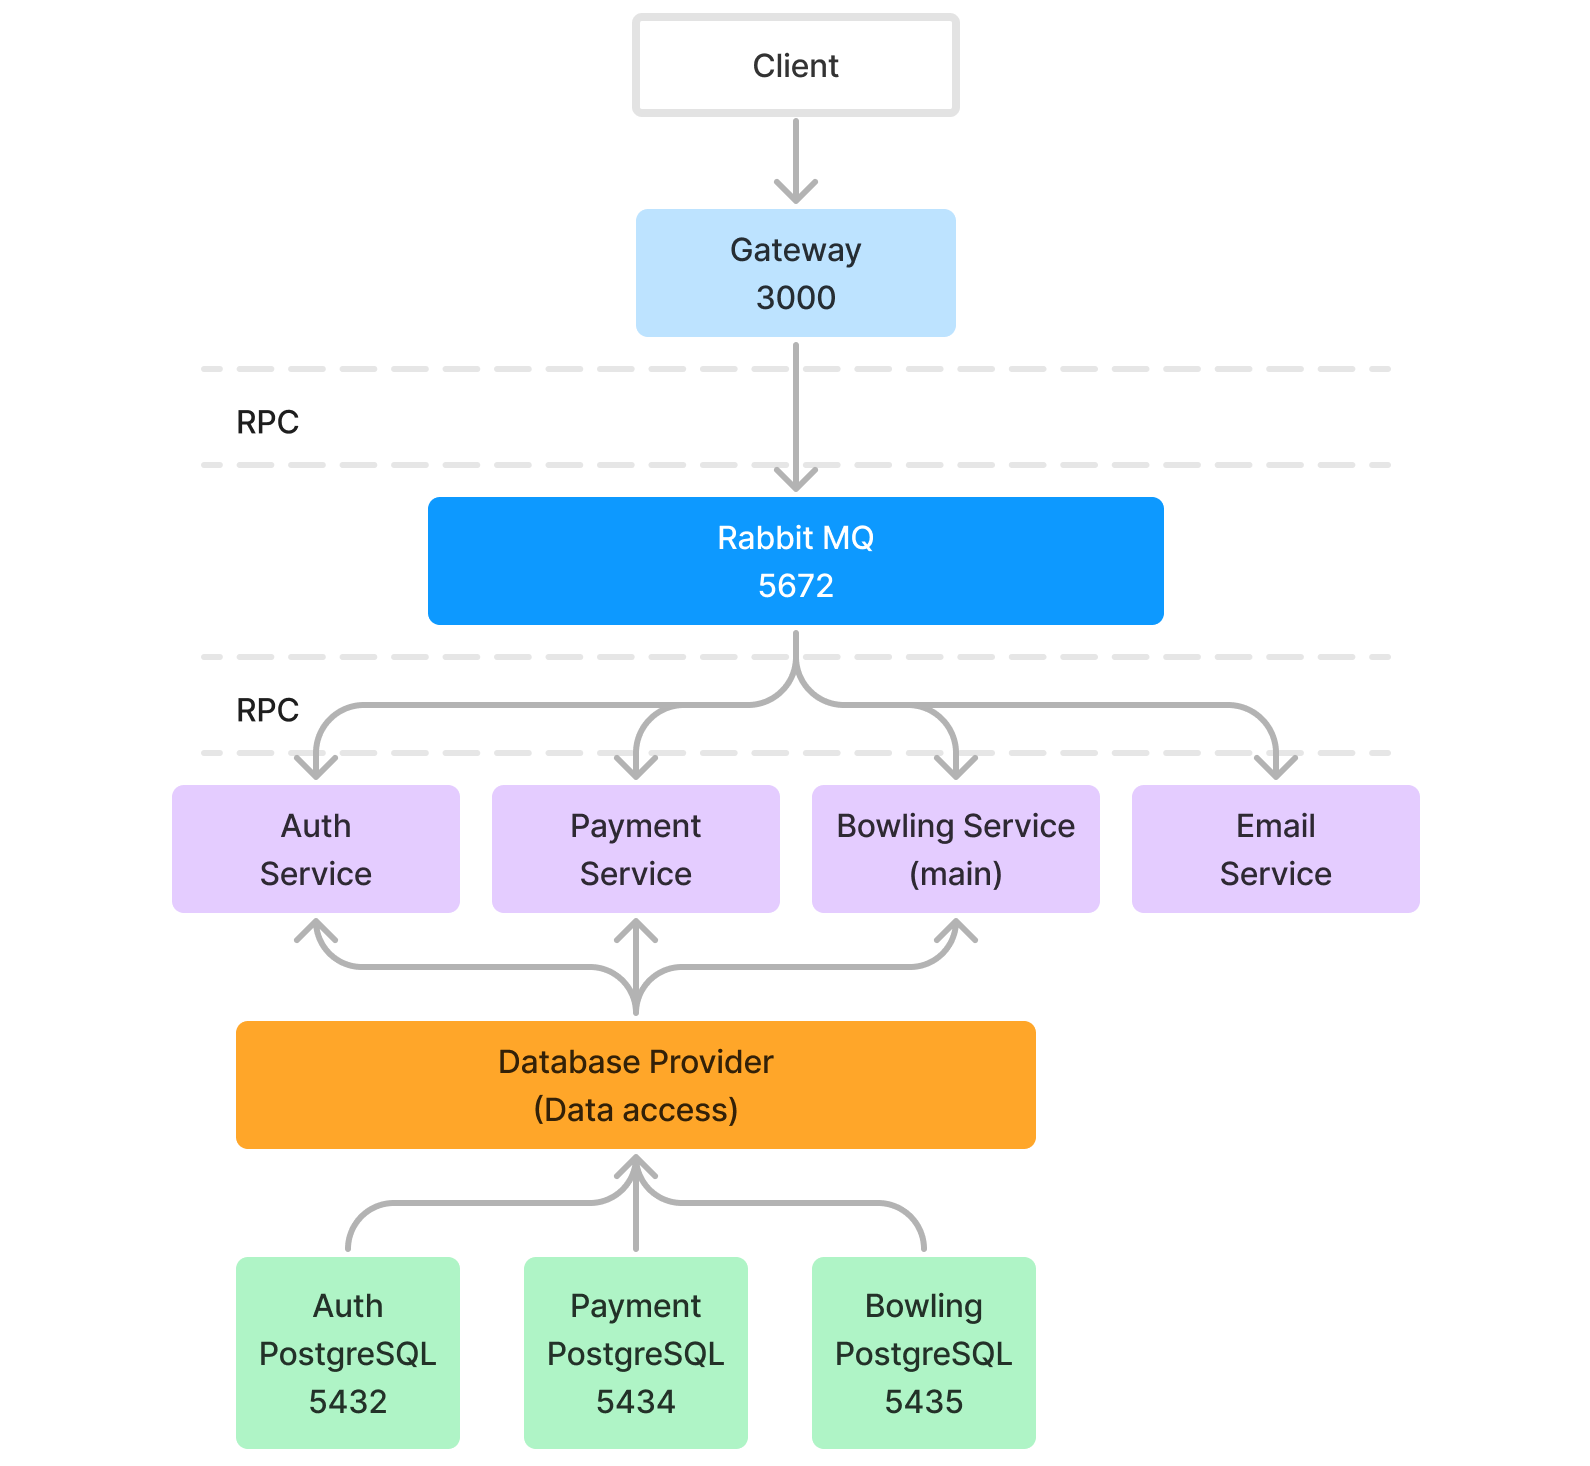 Client
Gateway
3000
RPC
Rabbit MQ
5672
RPC
Auth
Service
Payment
Service
Bowling Service
(main)
Email
Service
Database Provider
(Data access)
Auth
PostgreSQL
5432
Payment
PostgreSQL
5434
Bowling
PostgreSQL
5435